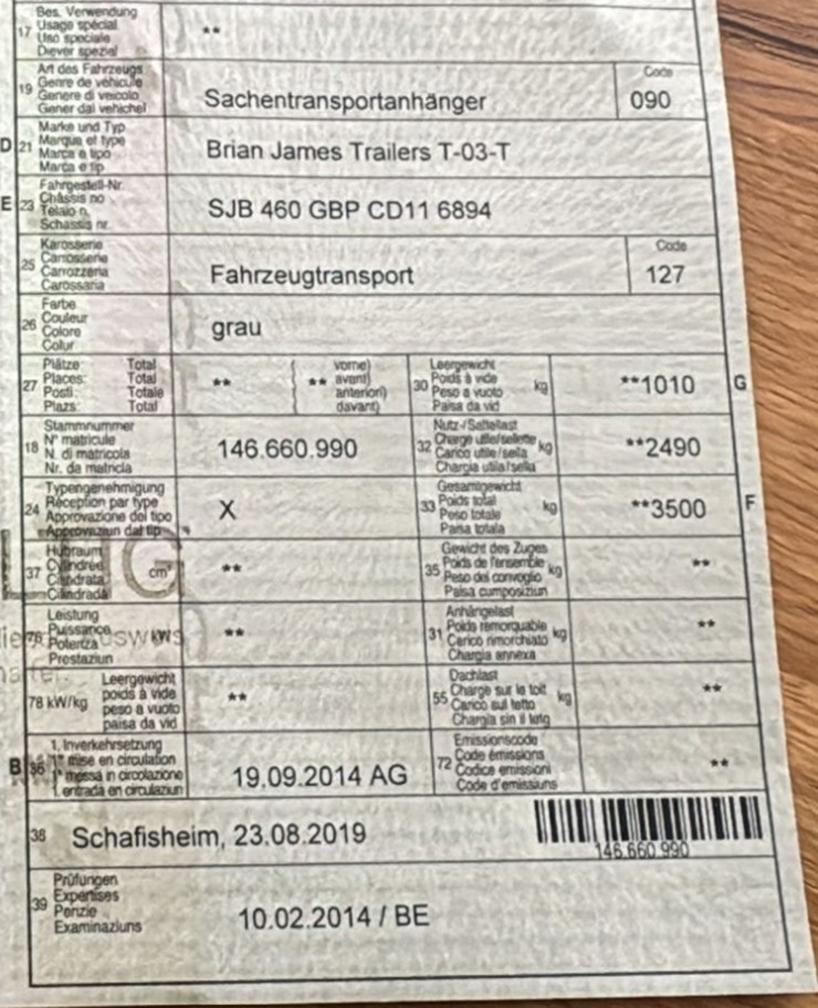 Bes. Verwendung
17 Usage spécial **
Uso speciale
Diever spezial
Art des Fahrzeugs Code
19 Genre de véhicule
Genere di veicolo Sachentransportanhänger 090
Gener dal vehichel
Marke und Typ
D 21 Marque et type Brian James Trailers T-03-T
Marca e tipo
Marca e tip
Fahrgestell-Nr.
E 23 Châssis no SJB 460 GBP CD11 6894
Telaio n.
Schassis nr.
Karosserie Code
25 Carrosserie
Carrozzeria Fahrzeugtransport 127
Carossaria
Farbe
26 Couleur grau
Colore
Colur
Plätze: Total vorne) Leergewicht
27 Places: Total ** ( ** avant) 30 Poids à vide kg **1010 G
Posti: Totale anteriori) Peso a vuoto
Plazs: Total davant) Paisa da vid
Stammnummer Nutz-/Sattellast
18 N° matricule 146.660.990 32 Charge utile/sellette kg **2490
N. di matricola Carico utile/sella
Nr. da matricla Chargia utila/sella
Typengenehmigung Gesamtgewicht
24 Réception par type X 33 Poids total kg **3500 F
Approvazione del tipo Peso totale
Approvaziun dal tip Paisa totala
Hubraum Gewicht des Zuges
37 Cylindrée cm³ ** 35 Poids de l'ensemble kg **
Cilindrata Peso del convoglio
Cilindrada Paisa cumposiziun
Leistung Anhängelast
76 Puissance kW ** 31 Poids remorquable kg **
Potenza Carico rimorchiato
Prestaziun Chargia annexa
Leergewicht Dachlast
78 kW/kg poids à vide ** 55 Charge sur le toit kg **
peso a vuoto Carico sul tetto
paisa da vid Chargia sin il tetg
1. Inverkehrsetzung Emissionscode
B 36 1re mise en circulation 72 Code émissions **
1a messa in circolazione 19.09.2014 AG Codice emissioni
1. entrada en circulaziun Code d'emissiuns
38 Schafisheim, 23.08.2019
146.660.990
Prüfungen
39 Expertises
Perizie 10.02.2014 / BE
Examinaziuns